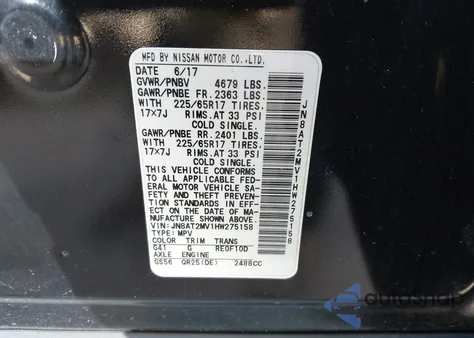 MFD BY NISSAN MOTOR CO.,LTD.
DATE 6/17
GVWR/PNBV 4679 LBS.
GAWR/PNBE FR. 2363 LBS.
WITH 225/65R17 TIRES,
17x7J RIMS, AT 33 PSI
COLD SINGLE.
GAWR/PNBE RR. 2401 LBS.
WITH 225/65R17 TIRES,
17x7J RIMS, AT 33 PSI
COLD SINGLE.
THIS VEHICLE CONFORMS
TO ALL APPLICABLE FED-
ERAL MOTOR VEHICLE SA-
FETY AND THEFT PREVEN-
TION STANDARDS IN EFF-
ECT ON THE DATE OF MA-
NUFACTURE SHOWN ABOVE.
VIN:JN8AT2MV1HW275158
TYPE:MPV
COLOR TRIM TRANS
G41 G RE0F10D
AXLE ENGINE
GS56 QR25(DE) 2488CC
JN8AT2MV1HW275158
autoshop